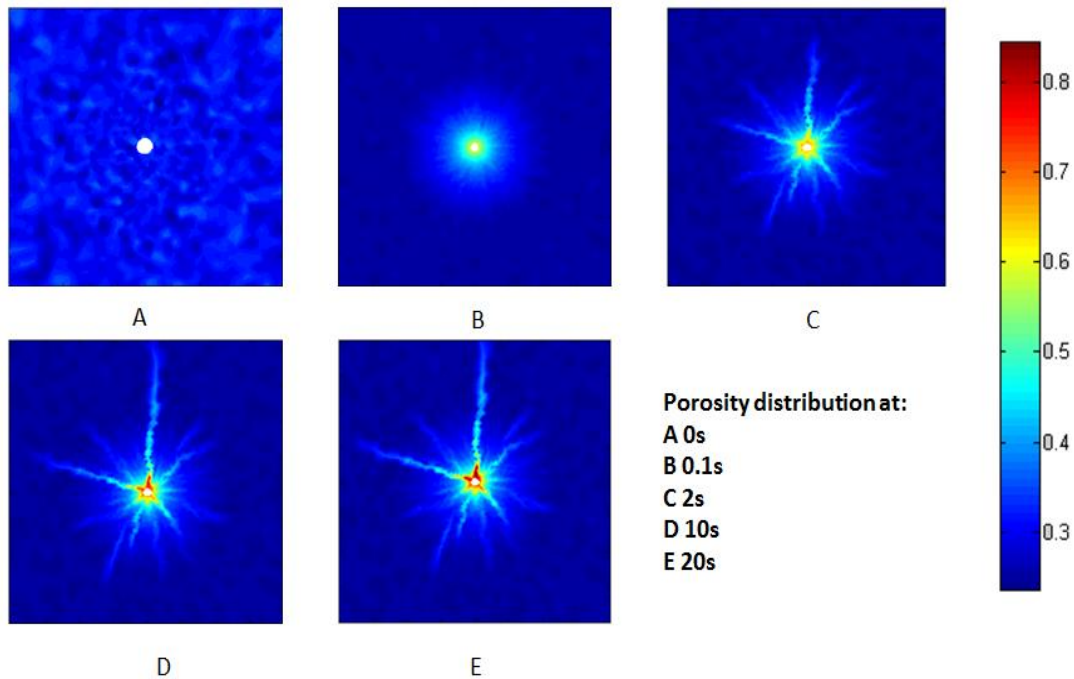 A
B
C
0.8
0.7
0.6
0.5
0.4
0.3
Porosity distribution at:
A 0s
B 0.1s
C 2s
D 10s
E 20s
D
E